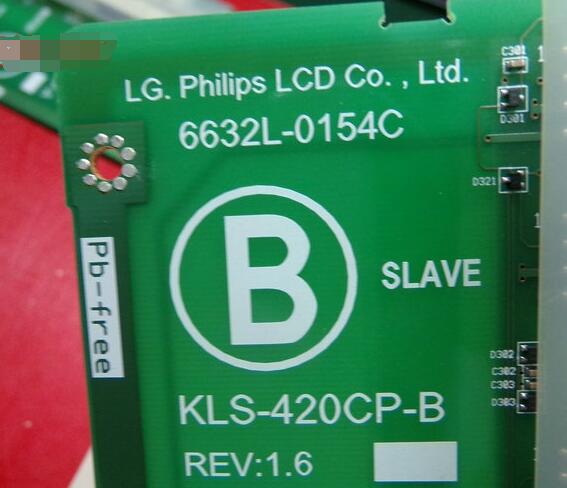 LG. Philips LCD Co. , Ltd.
6632L-0154C
B
SLAVE
KLS-420CP-B
REV:1.6
Pb-free
C301
D301
D321
D302
C302
C303
D303